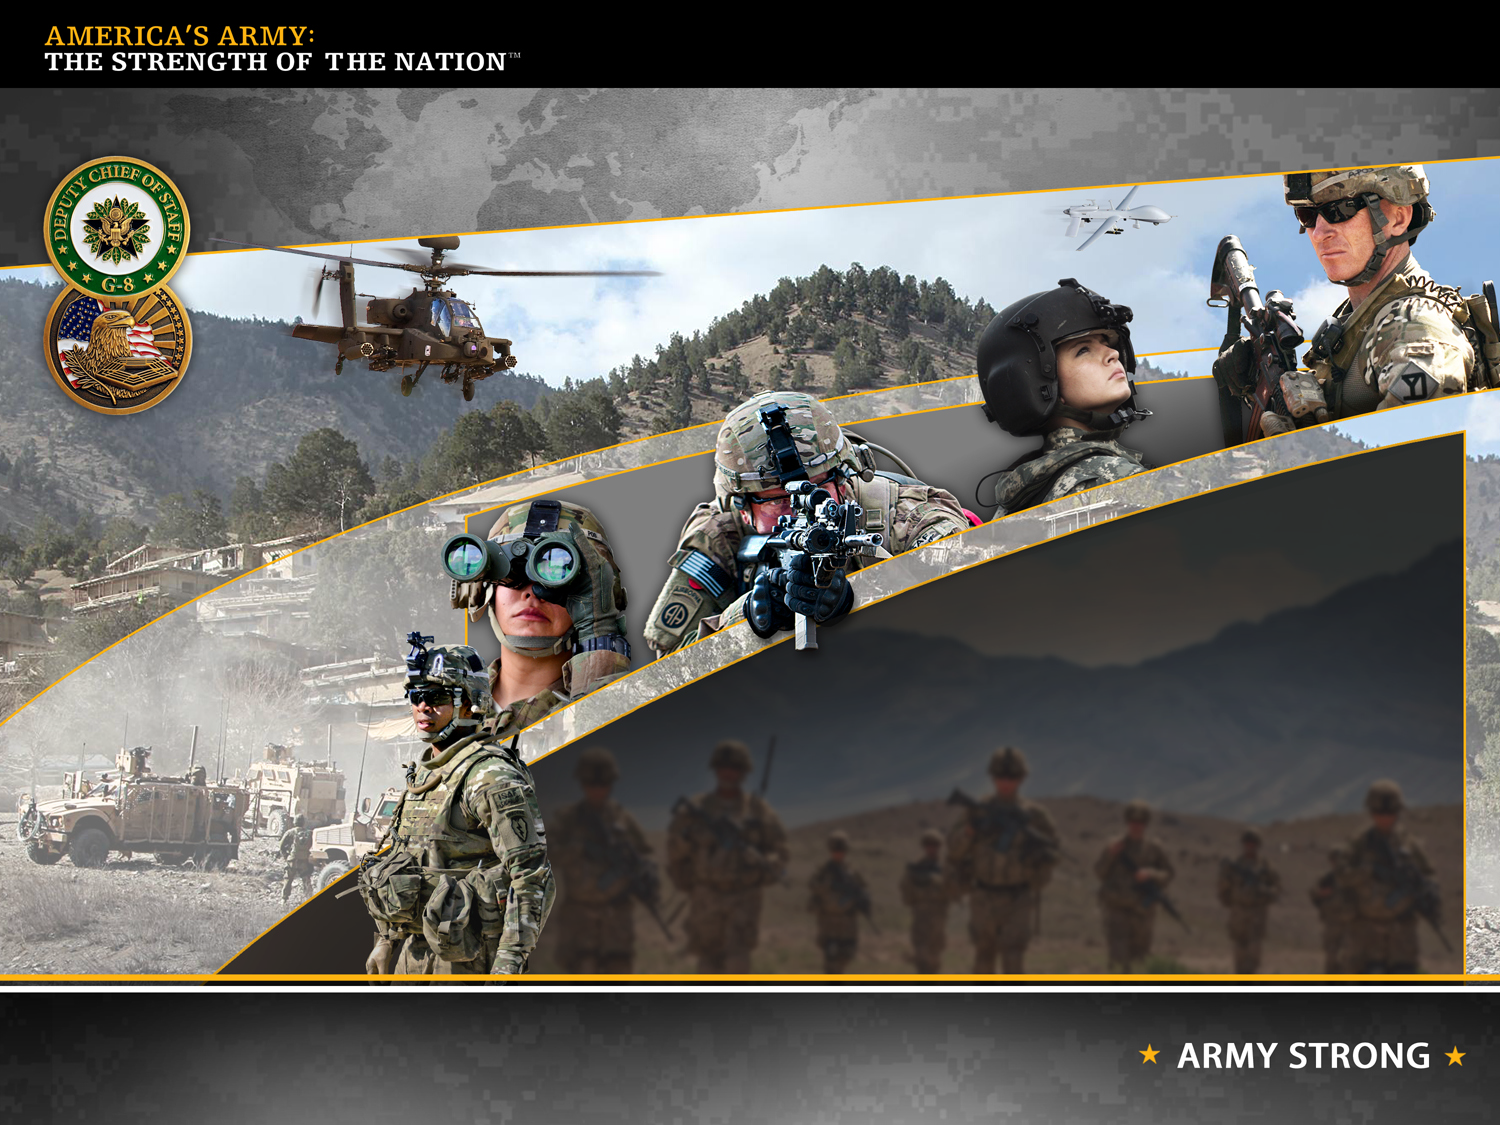 AMERICA'S ARMY:
THE STRENGTH OF THE NATION™
DEPUTY CHIEF OF STAFF
G-8
ARMY STRONG